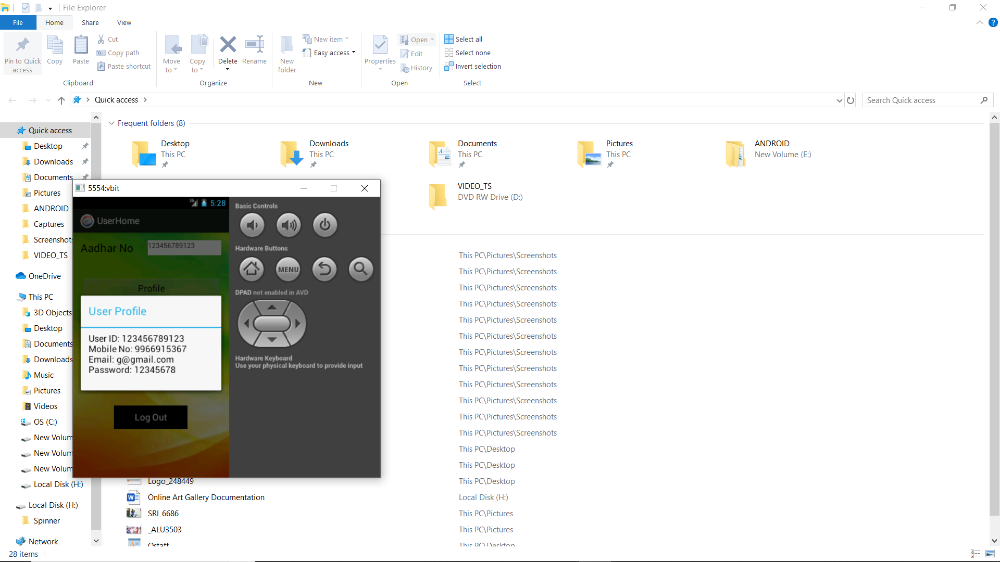 File Explorer
File
Home
Share
View
Pin to Quick access
Copy
Paste
Cut
Copy path
Paste shortcut
Clipboard
Move to
Copy to
Delete
Rename
Organize
New folder
New item
Easy access
New
Properties
Open
Edit
History
Open
Select all
Select none
Invert selection
Select
Quick access
Search Quick access
Quick access
Desktop
Downloads
Documents
Pictures
ANDROID
Captures
Screenshots
VIDEO_TS
OneDrive
This PC
3D Objects
Desktop
Documents
Downloads
Music
Pictures
Videos
OS (C:)
New Volum
New Volum
New Volum
Local Disk (H:)
Local Disk (H:)
Spinner
Network
28 items
Frequent folders (8)
Desktop
This PC
Downloads
This PC
Documents
This PC
Pictures
This PC
ANDROID
New Volume (E:)
VIDEO_TS
DVD RW Drive (D:)
5554:vbit
3G
5:28
UserHome
Aadhar No
123456789123
Profile
User Profile
User ID: 123456789123
Mobile No: 9966915367
Email: g@gmail.com
Password: 12345678
Log Out
Basic Controls
Hardware Buttons
MENU
DPAD not enabled in AVD
Hardware Keyboard
Use your physical keyboard to provide input
This PC\Pictures\Screenshots
This PC\Pictures\Screenshots
This PC\Pictures\Screenshots
This PC\Pictures\Screenshots
This PC\Pictures\Screenshots
This PC\Pictures\Screenshots
This PC\Pictures\Screenshots
This PC\Pictures\Screenshots
This PC\Pictures\Screenshots
This PC\Pictures\Screenshots
This PC\Pictures\Screenshots
This PC\Pictures\Screenshots
This PC\Desktop
This PC\Desktop
Logo_248449
This PC\Desktop
Online Art Gallery Documentation
Local Disk (H:)
SRI_6686
This PC\Pictures
_ALU3503
This PC\Pictures
Ostaff
This PC\Desktop